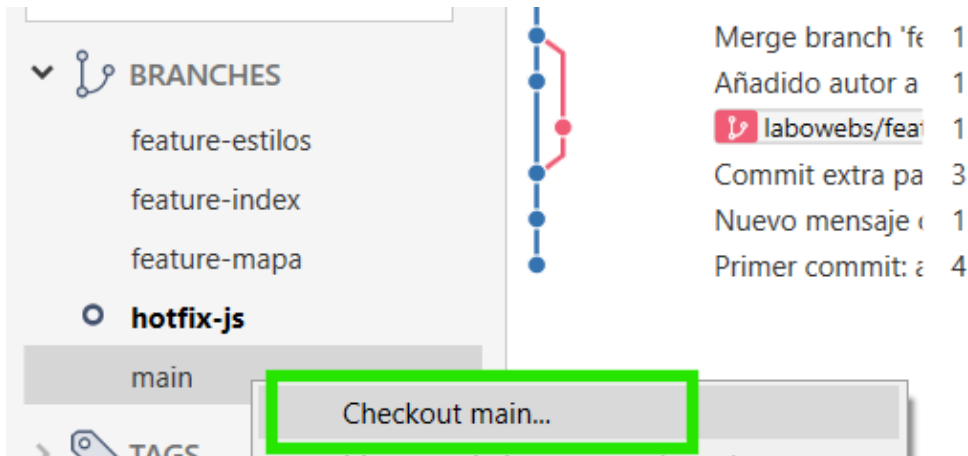 BRANCHES
feature-estilos
feature-index
feature-mapa
hotfix-js
main
Checkout main...
TAGS
Merge branch 'fe 1
Añadido autor a 1
labowebs/feat 1
Commit extra pa 3
Nuevo mensaje 1
Primer commit: a 4